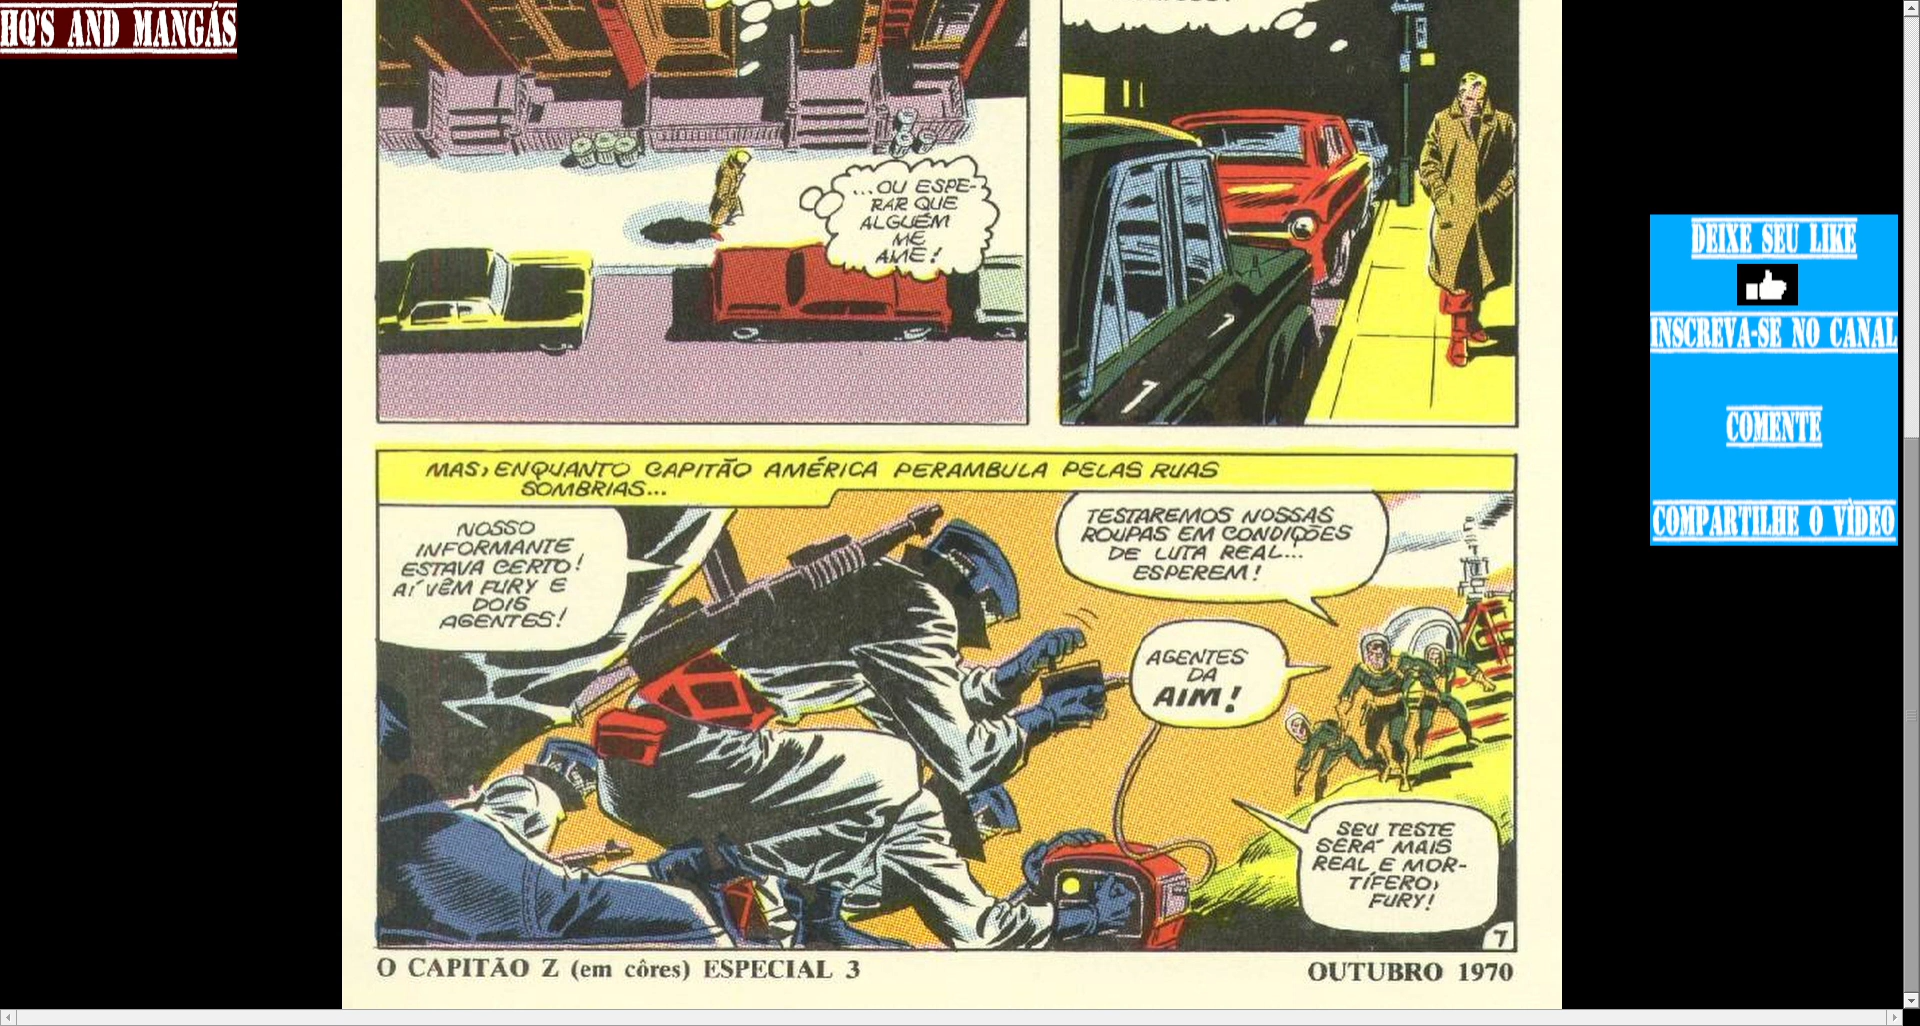 HQ'S AND MANGÁS
...OU ESPE-
RAR QUE
ALGUÉM
ME
AME!
MAS, ENQUANTO CAPITÃO AMÉRICA PERAMBULA PELAS RUAS
SOMBRIAS...
NOSSO
INFORMANTE
ESTAVA CERTO!
AÍ VÊM FURY E
DOIS
AGENTES!
TESTAREMOS NOSSAS
ROUPAS EM CONDIÇÕES
DE LUTA REAL...
ESPEREM!
AGENTES
DA
AIM!
SEU TESTE
SERÁ MAIS
REAL E MOR-
TÍFERO,
FURY!
7
O CAPITÃO Z (em côres) ESPECIAL 3
OUTUBRO 1970
DEIXE SEU LIKE
INSCREVA-SE NO CANAL
COMENTE
COMPARTILHE O VÍDEO